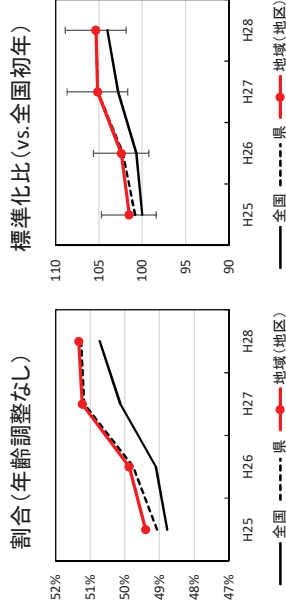 割合(年齢調整なし)
52%
51%
50%
49%
48%
47%
H25
H26
H27
H28
全国
県
地域(地区)
標準化比(vs.全国初年)
110
105
100
95
90
H25
H26
H27
H28
全国
県
地域(地区)